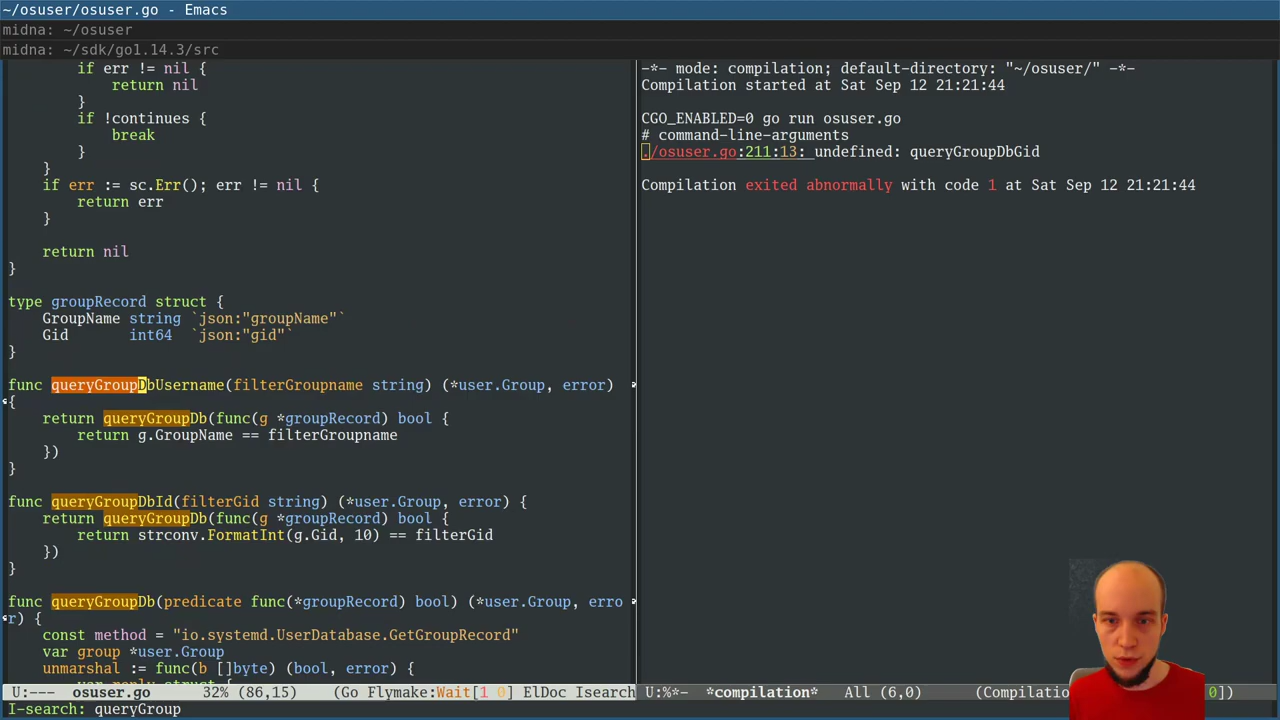 ~/osuser/osuser.go - Emacs
midna: ~/osuser
midna: ~/sdk/go1.14.3/src
if err != nil {
return nil
}
if !continues {
break
}
}
if err := sc.Err(); err != nil {
return err
}
return nil
}
type groupRecord struct {
GroupName string `json:"groupName"`
Gid int64 `json:"gid"`
}
func queryGroupDbUsername(filterGroupname string) (*user.Group, error)
{
return queryGroupDb(func(g *groupRecord) bool {
return g.GroupName == filterGroupname
})
}
func queryGroupDbId(filterGid string) (*user.Group, error) {
return queryGroupDb(func(g *groupRecord) bool {
return strconv.FormatInt(g.Gid, 10) == filterGid
})
}
func queryGroupDb(predicate func(*groupRecord) bool) (*user.Group, erro
r) {
const method = "io.systemd.UserDatabase.GetGroupRecord"
var group *user.Group
unmarshal := func(b []byte) (bool, error) {
U:--- osuser.go 32% (86,15) (Go Flymake:Wait[1 0] ElDoc Isearch
I-search: queryGroup
-*- mode: compilation; default-directory: "~/osuser/" -*-
Compilation started at Sat Sep 12 21:21:44
CGO_ENABLED=0 go run osuser.go
# command-line-arguments
./osuser.go:211:13: undefined: queryGroupDbGid
Compilation exited abnormally with code 1 at Sat Sep 12 21:21:44
U:%*- *compilation* All (6,0) (Compilatio 0])